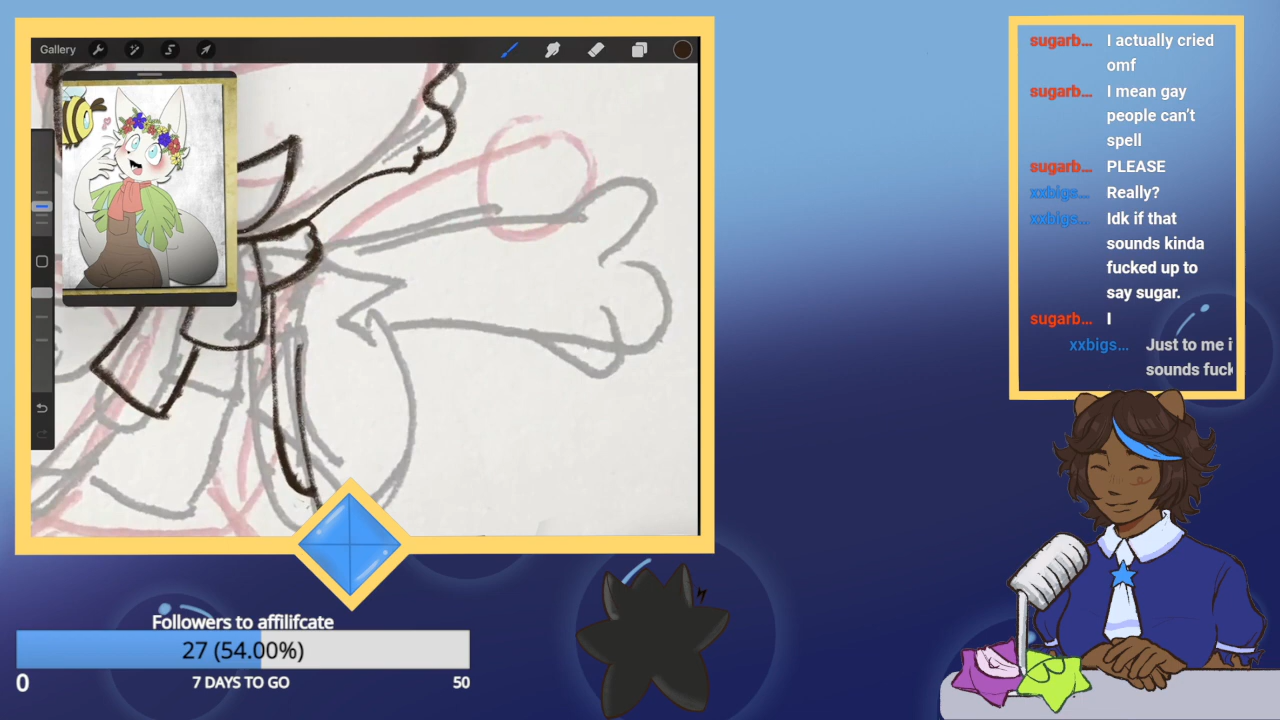 Gallery
sugarb... I actually cried
omf
sugarb... I mean gay
people can't
spell
sugarb... PLEASE
xxbigs... Really?
xxbigs... Idk if that
sounds kinda
fucked up to
say sugar.
sugarb... I
xxbigs... Just to me i
sounds fuck
Followers to affilifcate
27 (54.00%)
0 7 DAYS TO GO 50